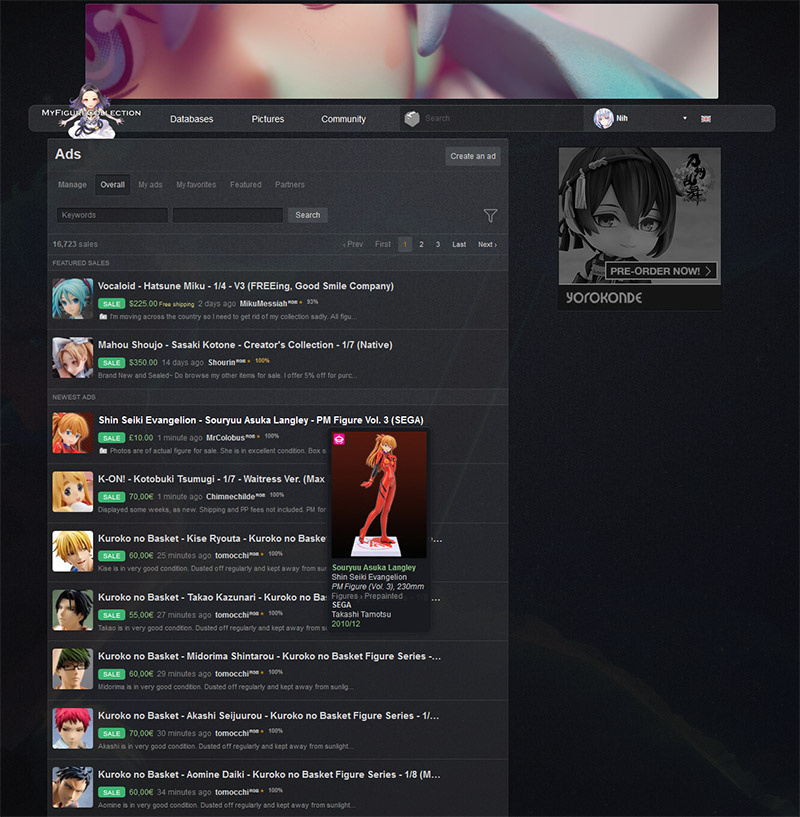 MyFigureCollection
Databases
Pictures
Community
Search
Nih
Ads
Create an ad
Manage
Overall
My ads
My favorites
Featured
Partners
Keywords
Search
16,723 sales
‹ Prev
First
1
2
3
Last
Next ›
FEATURED SALES
Vocaloid - Hatsune Miku - 1/4 - V3 (FREEing, Good Smile Company)
SALE $225.00 Free shipping 2 days ago MikuMessiah 93%
I'm moving across the country so I need to get rid of my collection sadly. All figu...
Mahou Shoujo - Sasaki Kotone - Creator's Collection - 1/7 (Native)
SALE $350.00 14 days ago Shourin 100%
Brand New and Sealed~ Do browse my other items for sale. I offer 5% off for purc...
NEWEST ADS
Shin Seiki Evangelion - Souryuu Asuka Langley - PM Figure Vol. 3 (SEGA)
SALE £10.00 1 minute ago MrColobus 100%
Photos are of actual figure for sale. She is in excellent condition. Box s
K-ON! - Kotobuki Tsumugi - 1/7 - Waitress Ver. (Max
SALE 70,00€ 1 minute ago Chimnechilde 100%
Displayed some weeks, as new. Shipping and PP fees not included. PM for
Kuroko no Basket - Kise Ryouta - Kuroko no Bas
SALE 60,00€ 25 minutes ago tomocchi 100%
Kise is in very good condition. Dusted off regularly and kept away from sun
Kuroko no Basket - Takao Kazunari - Kuroko no Ba
SALE 55,00€ 27 minutes ago tomocchi 100%
Takao is in very good condition. Dusted off regularly and kept away from s
Kuroko no Basket - Midorima Shintarou - Kuroko no Basket Figure Series -...
SALE 60,00€ 29 minutes ago tomocchi 100%
Midorima is in very good condition. Dusted off regularly and kept away from sunlig...
Kuroko no Basket - Akashi Seijuurou - Kuroko no Basket Figure Series - 1/...
SALE 70,00€ 30 minutes ago tomocchi 100%
Akashi is in very good condition. Dusted off regularly and kept away from sunlight...
Kuroko no Basket - Aomine Daiki - Kuroko no Basket Figure Series - 1/8 (M...
SALE 60,00€ 34 minutes ago tomocchi 100%
Aomine is in very good condition. Dusted off regularly and kept away from sunlight...
Souryuu Asuka Langley
Shin Seiki Evangelion
PM Figure (Vol. 3), 230mm
Figures › Prepainted
SEGA
Takashi Tamotsu
2010/12
刀剣乱舞
PRE-ORDER NOW!
YOROKONDE